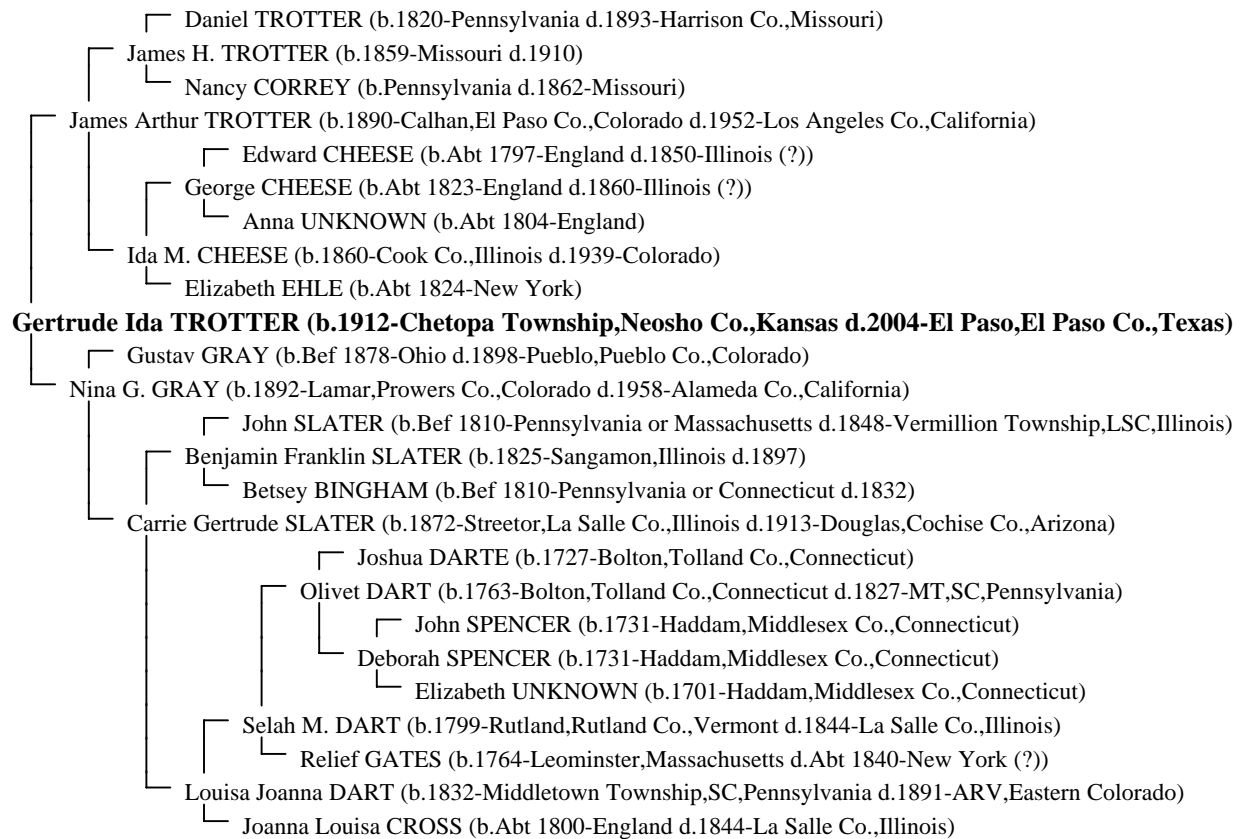 Daniel TROTTER (b.1820-Pennsylvania d.1893-Harrison Co.,Missouri)
James H. TROTTER (b.1859-Missouri d.1910)
Nancy CORREY (b.Pennsylvania d.1862-Missouri)
James Arthur TROTTER (b.1890-Calhan,El Paso Co.,Colorado d.1952-Los Angeles Co.,California)
Edward CHEESE (b.Abt 1797-England d.1850-Illinois (?))
George CHEESE (b.Abt 1823-England d.1860-Illinois (?))
Anna UNKNOWN (b.Abt 1804-England)
Ida M. CHEESE (b.1860-Cook Co.,Illinois d.1939-Colorado)
Elizabeth EHLE (b.Abt 1824-New York)
Gertrude Ida TROTTER (b.1912-Chetopa Township,Neosho Co.,Kansas d.2004-El Paso,El Paso Co.,Texas)
Gustav GRAY (b.Bef 1878-Ohio d.1898-Pueblo,Pueblo Co.,Colorado)
Nina G. GRAY (b.1892-Lamar,Prowers Co.,Colorado d.1958-Alameda Co.,California)
John SLATER (b.Bef 1810-Pennsylvania or Massachusetts d.1848-Vermillion Township,LSC,Illinois)
Benjamin Franklin SLATER (b.1825-Sangamon,Illinois d.1897)
Betsey BINGHAM (b.Bef 1810-Pennsylvania or Connecticut d.1832)
Carrie Gertrude SLATER (b.1872-Streetor,La Salle Co.,Illinois d.1913-Douglas,Cochise Co.,Arizona)
Joshua DARTE (b.1727-Bolton,Tolland Co.,Connecticut)
Olivet DART (b.1763-Bolton,Tolland Co.,Connecticut d.1827-MT,SC,Pennsylvania)
John SPENCER (b.1731-Haddam,Middlesex Co.,Connecticut)
Deborah SPENCER (b.1731-Haddam,Middlesex Co.,Connecticut)
Elizabeth UNKNOWN (b.1701-Haddam,Middlesex Co.,Connecticut)
Selah M. DART (b.1799-Rutland,Rutland Co.,Vermont d.1844-La Salle Co.,Illinois)
Relief GATES (b.1764-Leominster,Massachusetts d.Abt 1840-New York (?))
Louisa Joanna DART (b.1832-Middletown Township,SC,Pennsylvania d.1891-ARV,Eastern Colorado)
Joanna Louisa CROSS (b.Abt 1800-England d.1844-La Salle Co.,Illinois)